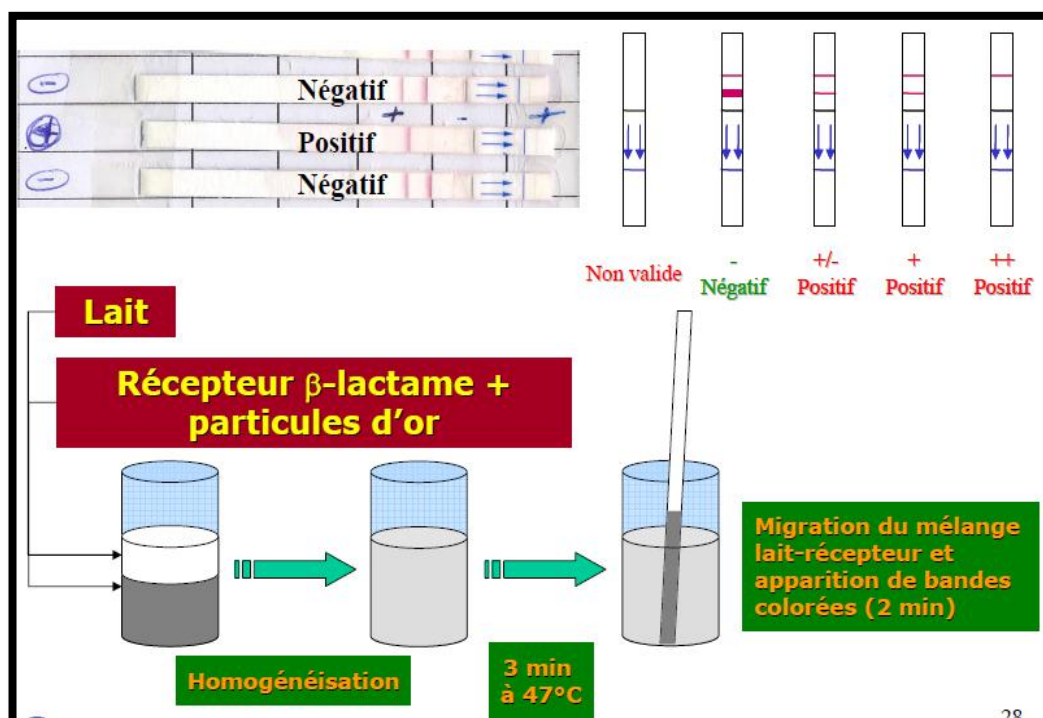 -
Négatif
+
-
+
+
Positif
-
Négatif
Non valide
-
Négatif
+/-
Positif
+
Positif
++
Positif
Lait
Récepteur β-lactame +
particules d'or
Migration du mélange
lait-récepteur et
apparition de bandes
colorées (2 min)
Homogénéisation
3 min
à 47°C
28